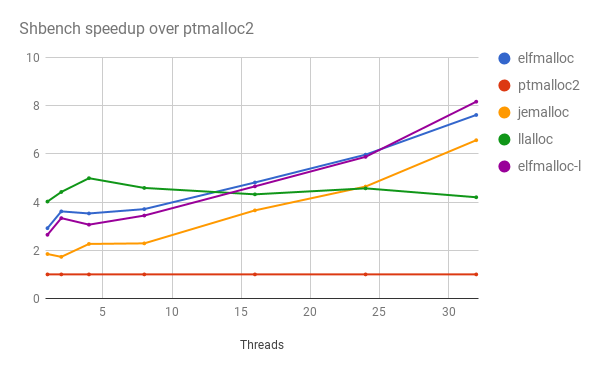 Shbench speedup over ptmalloc2
10
8
6
4
2
0
5 10 15 20 25 30
Threads
elfmalloc
ptmalloc2
jemalloc
llalloc
elfmalloc-l